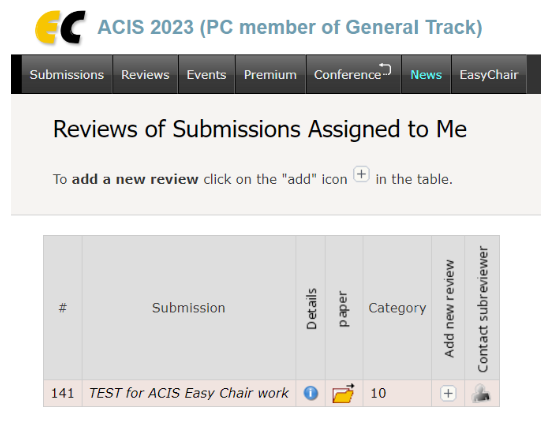 EC ACIS 2023 (PC member of General Track)
Submissions Reviews Events Premium Conference News EasyChair
Reviews of Submissions Assigned to Me
To add a new review click on the "add" icon + in the table.
# Submission Details paper Category Add new review Contact subreviewer
141 TEST for ACIS Easy Chair work i 10 +